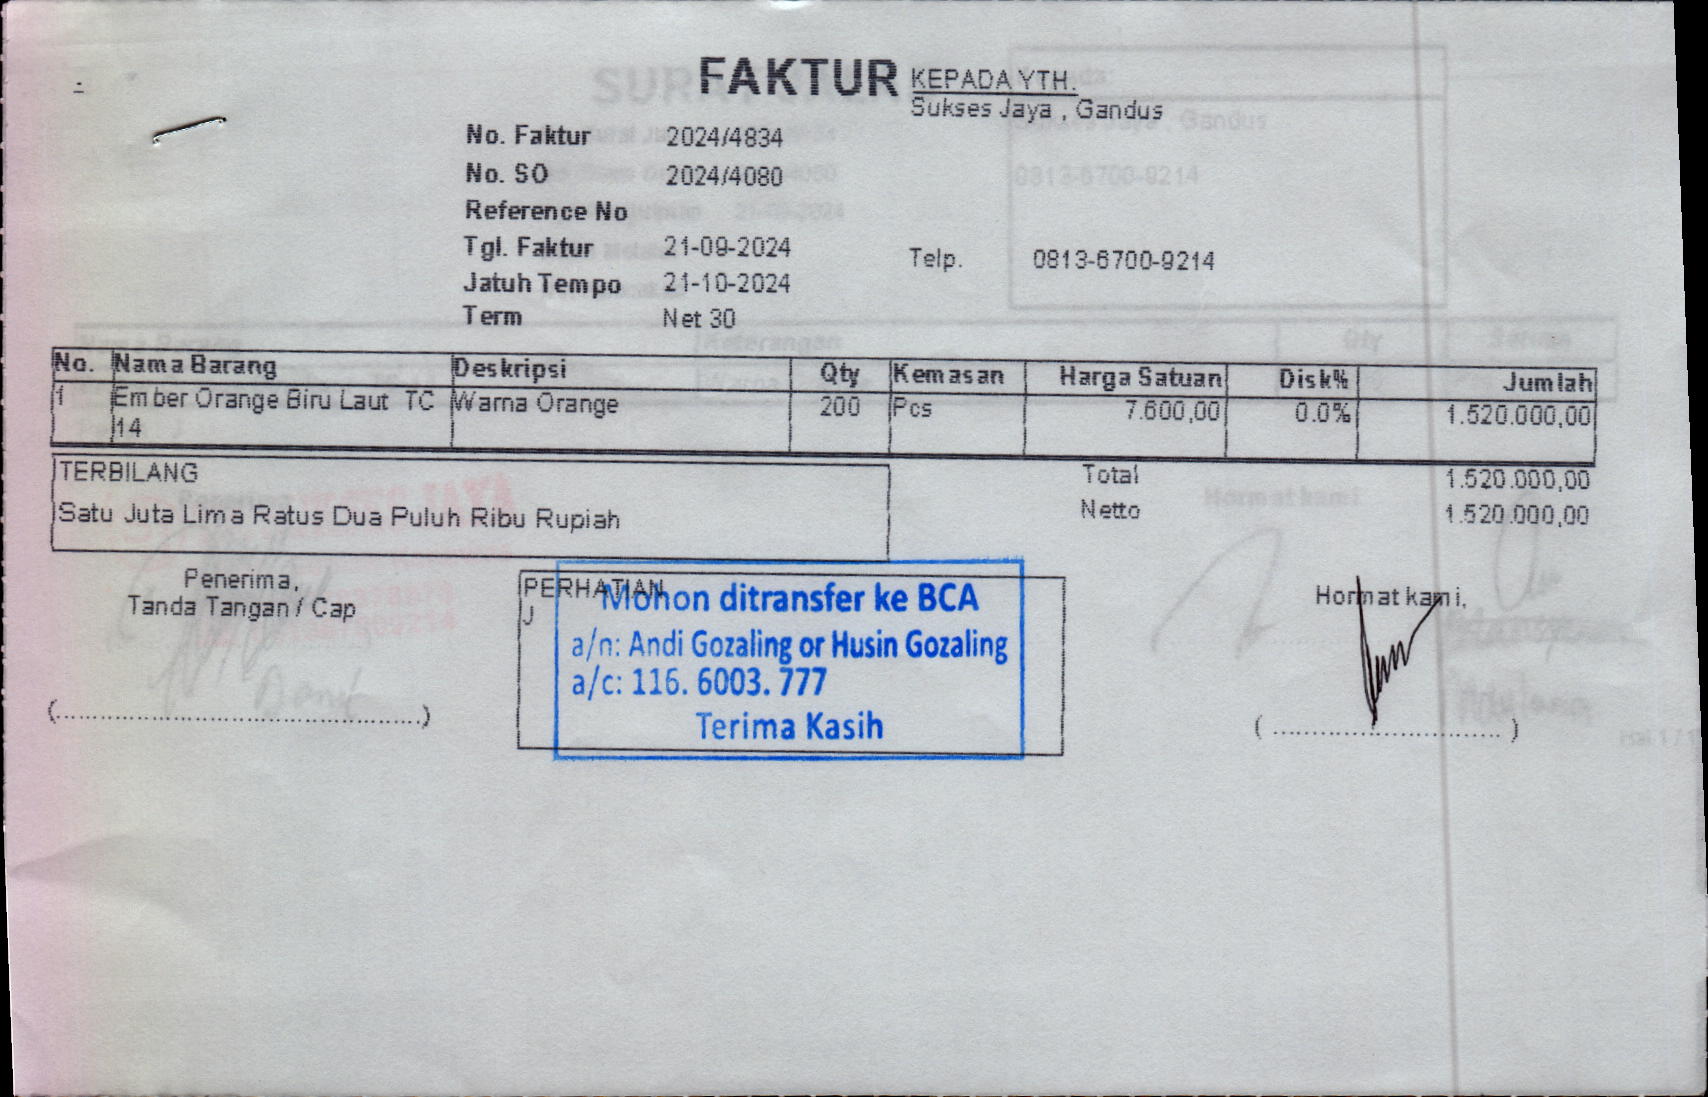 FAKTUR
KEPADA YTH.
Sukses Jaya , Gandus
No. Faktur 2024/4834
No. SO 2024/4080
Reference No
Tgl. Faktur 21-09-2024
Telp. 0813-6700-9214
Jatuh Tempo 21-10-2024
Term Net 30
No. Nama Barang Deskripsi Qty Kemasan Harga Satuan Disk% Jumlah
1 Ember Orange Biru Laut TC Warna Orange 200 Pcs 7.600,00 0.0% 1.520.000,00
14
TERBILANG
Total 1.520.000,00
Satu Juta Lima Ratus Dua Puluh Ribu Rupiah
Netto 1.520.000,00
Penerima,
Tanda Tangan / Cap
PERHATIAN
J
Mohon ditransfer ke BCA
a/n: Andi Gozaling or Husin Gozaling
a/c: 116. 6003. 777
Terima Kasih
Hormat kami,
(..................................................)
( ............................... )